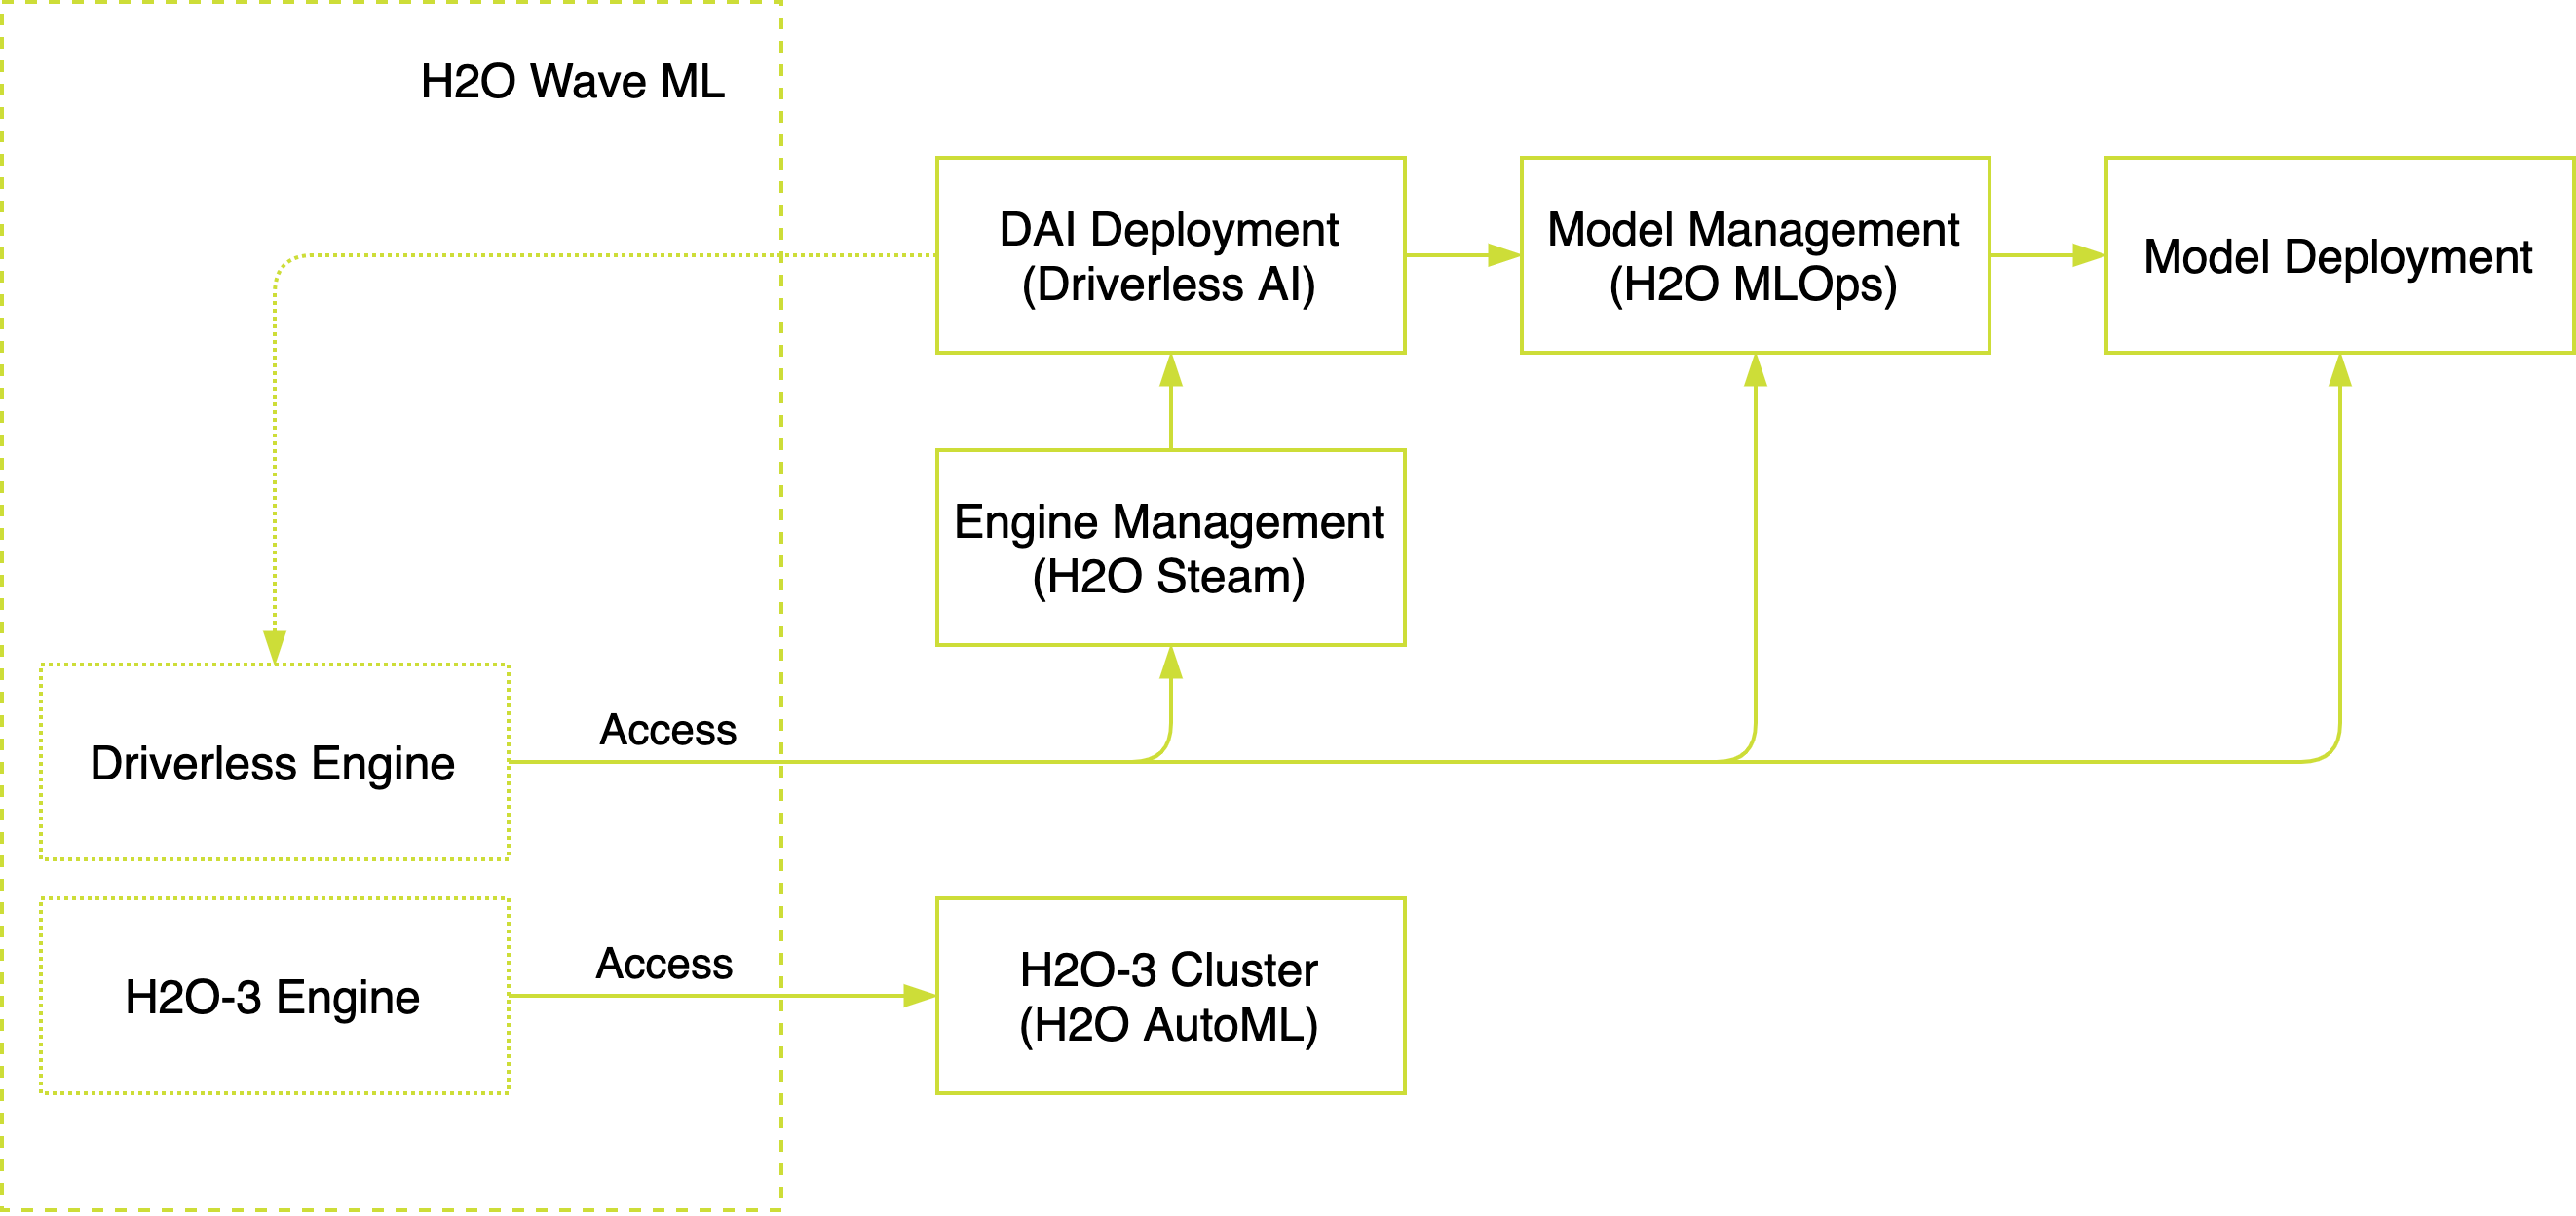 H2O Wave ML
DAI Deployment
(Driverless AI)
Model Management
(H2O MLOps)
Model Deployment
Engine Management
(H2O Steam)
Access
Driverless Engine
Access
H2O-3 Engine
H2O-3 Cluster
(H2O AutoML)